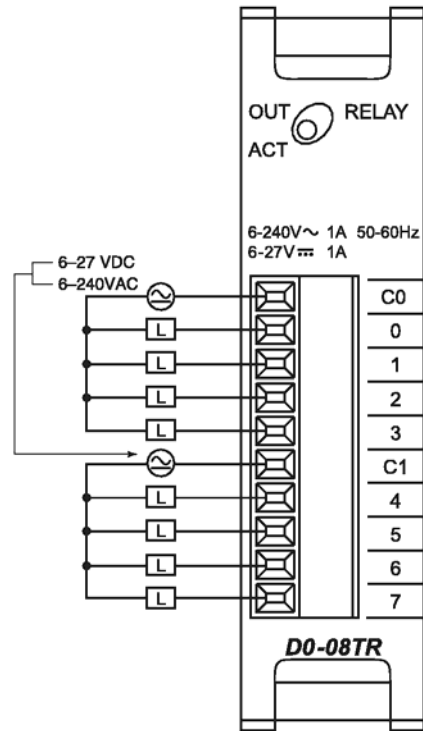 OUT RELAY
ACT
6-240V~ 1A 50-60Hz
6-27V⎓ 1A
6–27 VDC
6–240VAC
C0
L 0
L 1
L 2
L 3
C1
L 4
L 5
L 6
L 7
D0-08TR